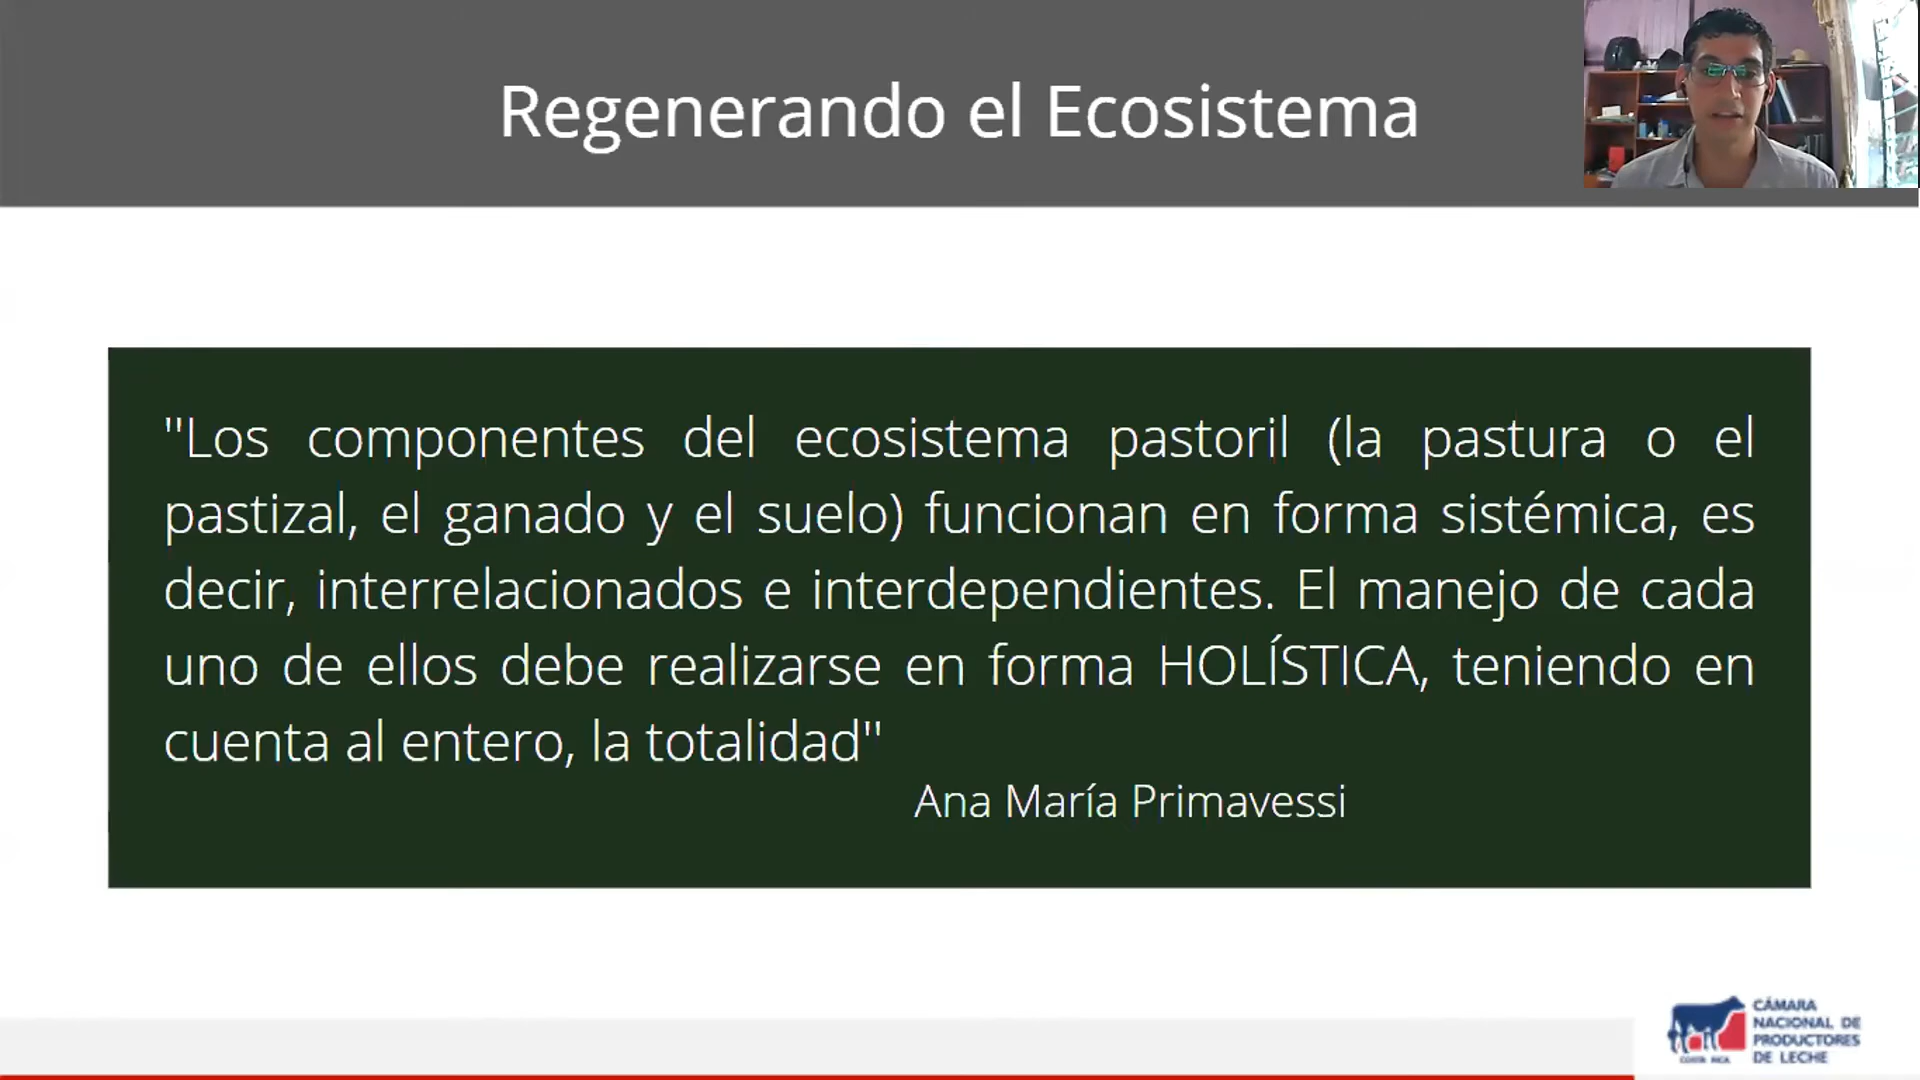 Regenerando el Ecosistema
"Los componentes del ecosistema pastoril (la pastura o el
pastizal, el ganado y el suelo) funcionan en forma sistémica, es
decir, interrelacionados e interdependientes. El manejo de cada
uno de ellos debe realizarse en forma HOLÍSTICA, teniendo en
cuenta al entero, la totalidad"
Ana María Primavessi
CÁMARA
NACIONAL DE
PRODUCTORES
DE LECHE
COSTA RICA